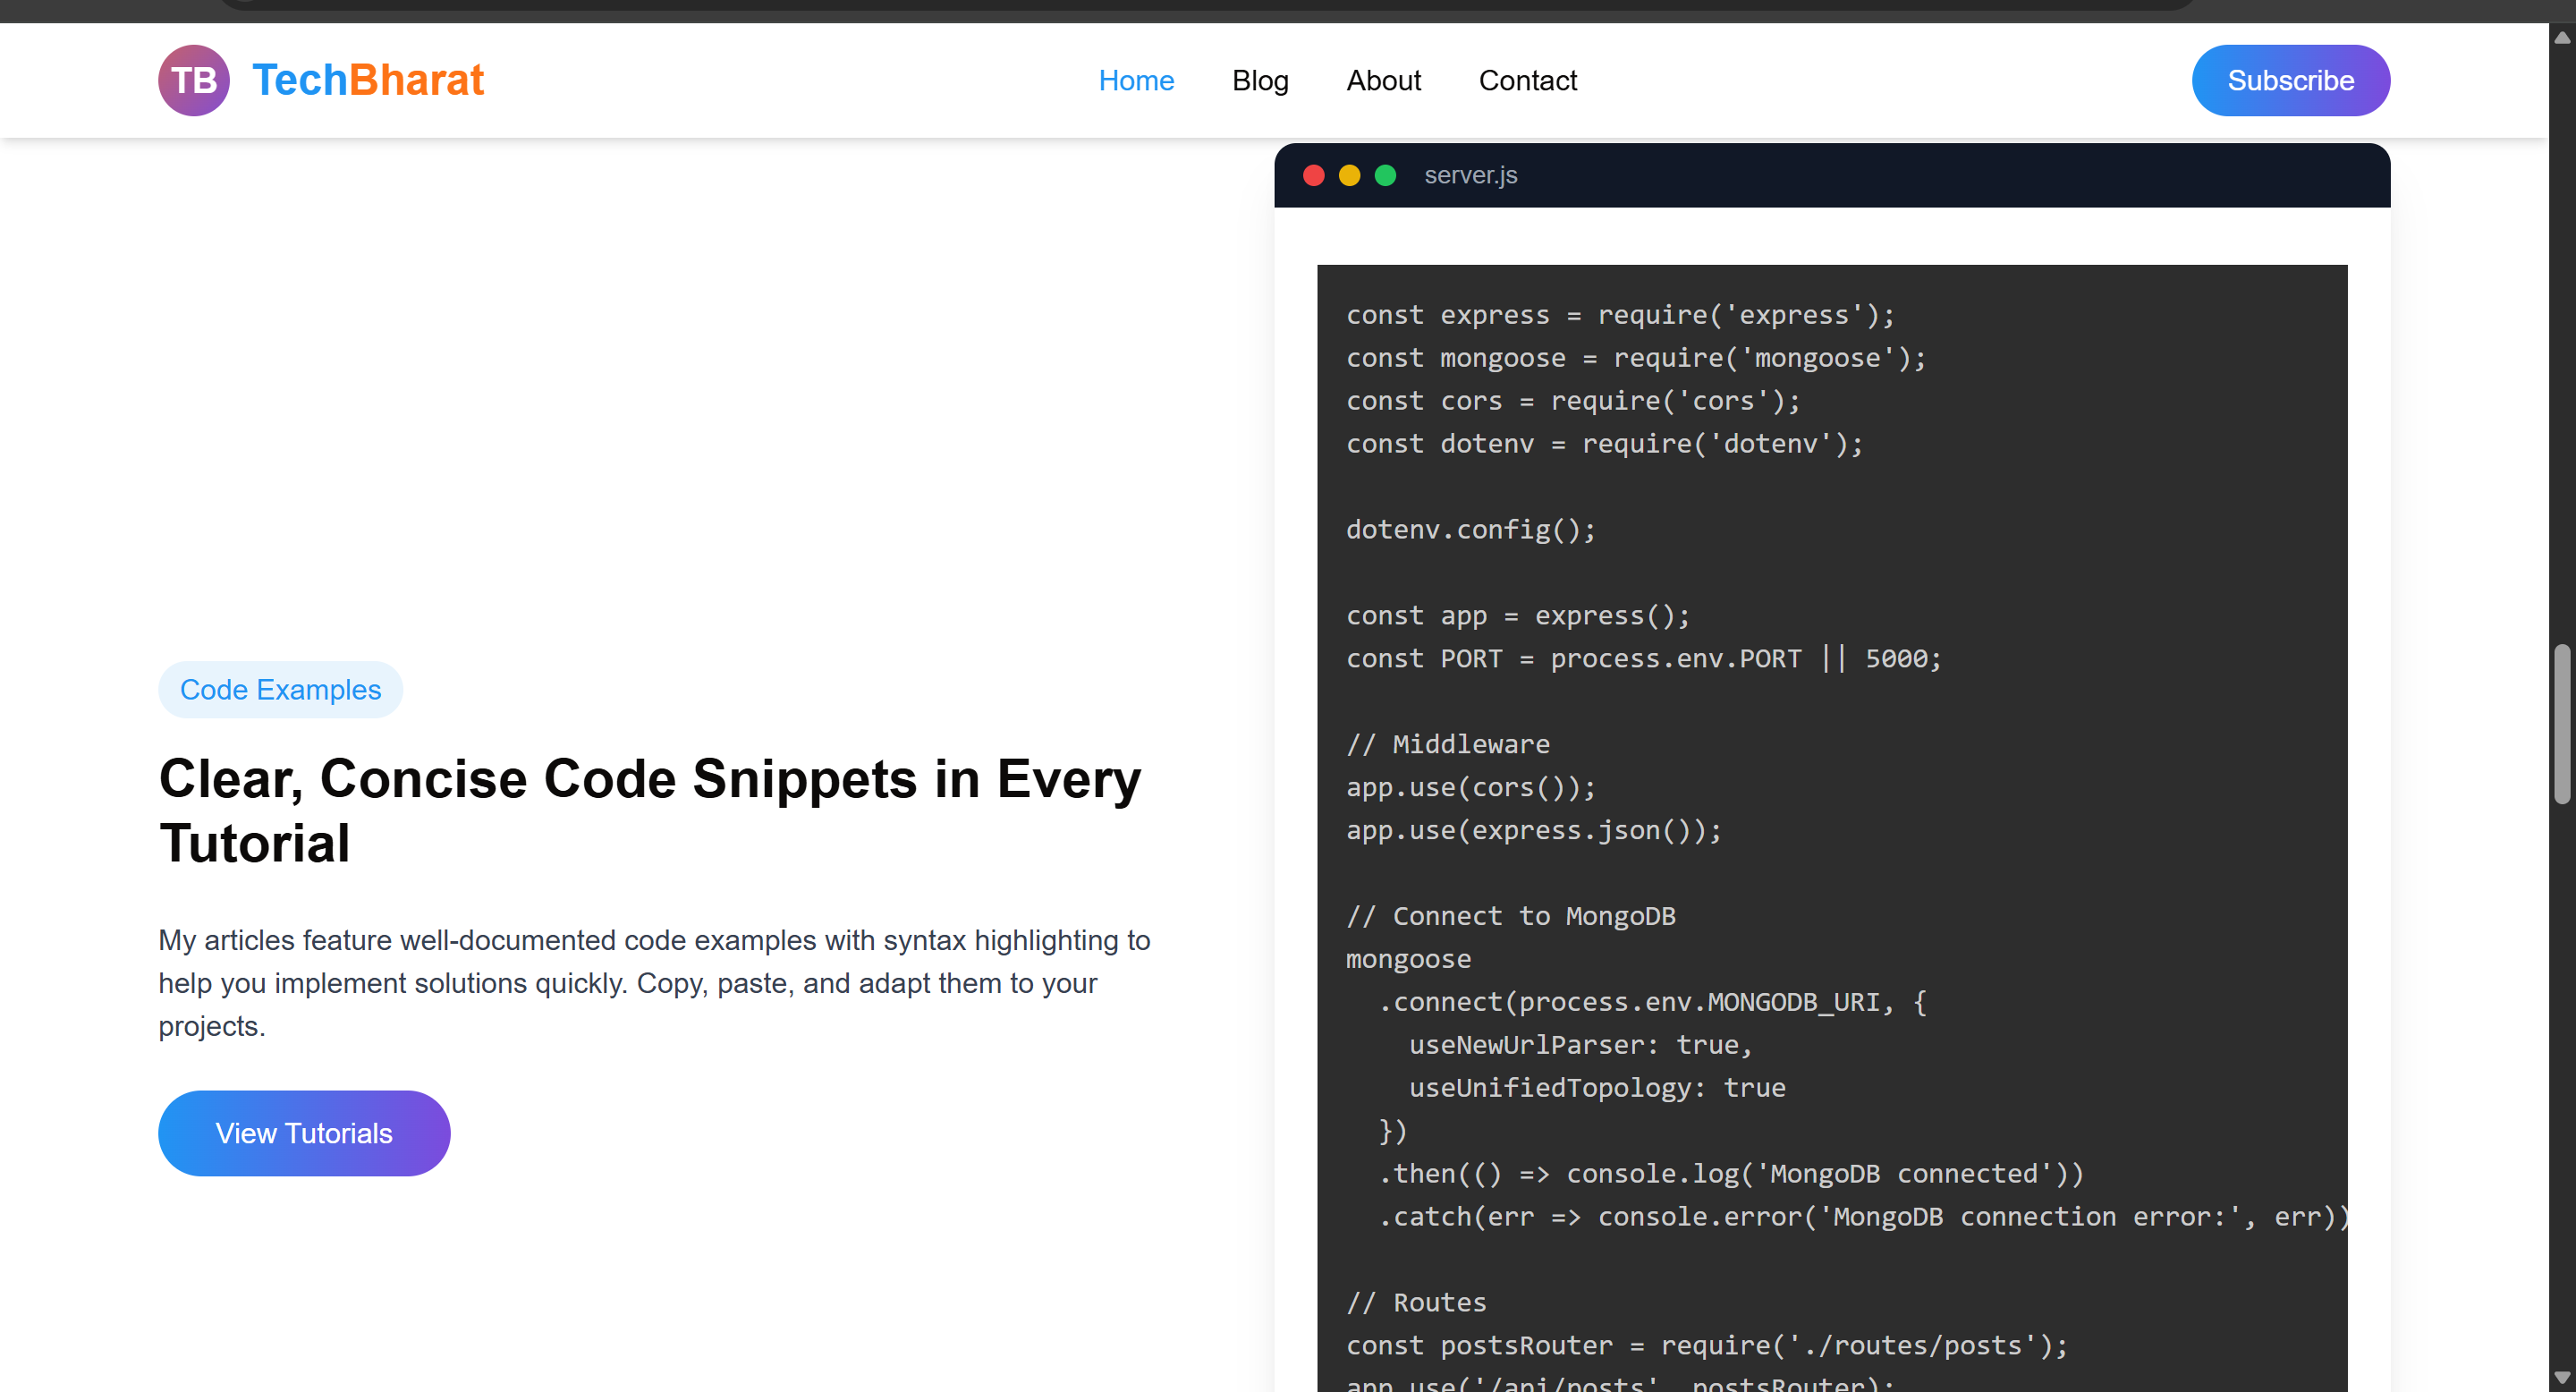 TB TechBharat
Home Blog About Contact
Subscribe
Code Examples
Clear, Concise Code Snippets in Every
Tutorial
My articles feature well-documented code examples with syntax highlighting to
help you implement solutions quickly. Copy, paste, and adapt them to your
projects.
View Tutorials
server.js
const express = require('express');
const mongoose = require('mongoose');
const cors = require('cors');
const dotenv = require('dotenv');
dotenv.config();
const app = express();
const PORT = process.env.PORT || 5000;
// Middleware
app.use(cors());
app.use(express.json());
// Connect to MongoDB
mongoose
  .connect(process.env.MONGODB_URI, {
    useNewUrlParser: true,
    useUnifiedTopology: true
  })
  .then(() => console.log('MongoDB connected'))
  .catch(err => console.error('MongoDB connection error:', err))
// Routes
const postsRouter = require('./routes/posts');
app.use('/api/posts', postsRouter);